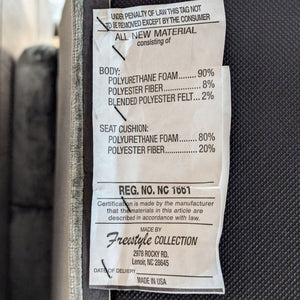 UNDER PENALTY OF LAW THIS TAG NOT
TO BE REMOVED EXCEPT BY THE CONSUMER
ALL NEW MATERIAL
consisting of
BODY:
POLYURETHANE FOAM........90%
POLYESTER FIBER..........8%
BLENDED POLYESTER FELT...2%
SEAT CUSHION:
POLYURETHANE FOAM........80%
POLYESTER FIBER..........20%
REG. NO. NC 1661
Certification is made by the manufacturer
that the materials in this article are
described in accordance with law.
MADE BY
Freestyle COLLECTION
2978 ROCKY RD.
Lenoir, NC 28645
DATE OF DELIVERY
MADE IN USA